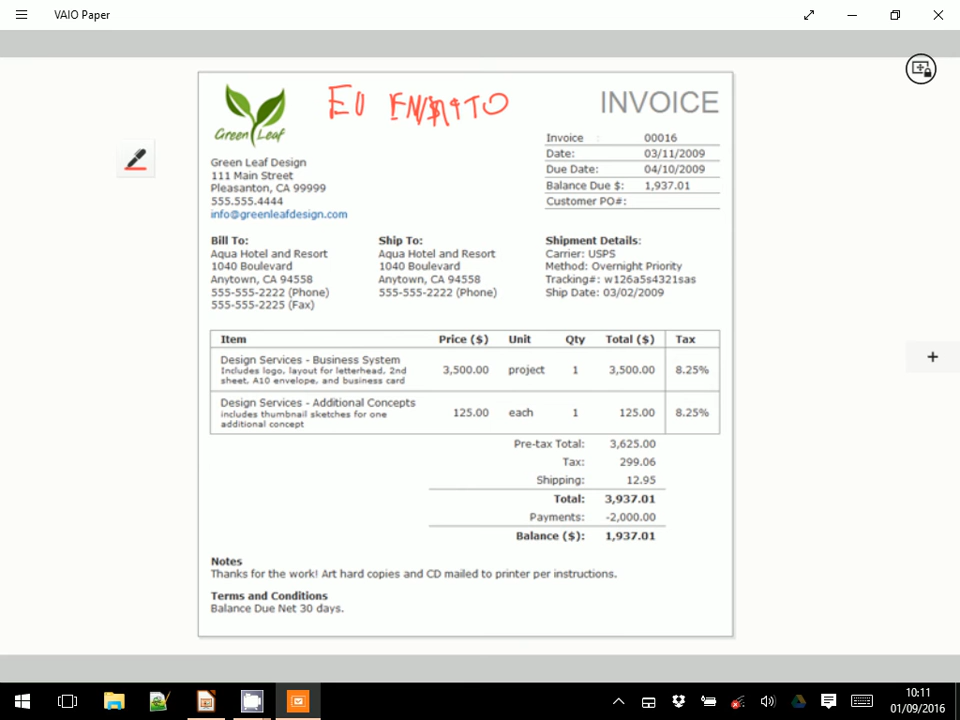 VAIO Paper
EU
INVOICE
Green Leaf
Invoice 00016
Date: 03/11/2009
Due Date: 04/10/2009
Balance Due $: 1,937.01
Customer PO#:
Green Leaf Design
111 Main Street
Pleasanton, CA 99999
555.555.4444
info@greenleafdesign.com
Bill To:
Aqua Hotel and Resort
1040 Boulevard
Anytown, CA 94558
555-555-2222 (Phone)
555-555-2225 (Fax)
Ship To:
Aqua Hotel and Resort
1040 Boulevard
Anytown, CA 94558
555-555-2222 (Phone)
Shipment Details:
Carrier: USPS
Method: Overnight Priority
Tracking#: w126a5s4321sas
Ship Date: 03/02/2009
Item Price ($) Unit Qty Total ($) Tax
Design Services - Business System
Includes logo, layout for letterhead, 2nd
sheet, A10 envelope, and business card
3,500.00 project 1 3,500.00 8.25%
Design Services - Additional Concepts
includes thumbnail sketches for one
additional concept
125.00 each 1 125.00 8.25%
Pre-tax Total: 3,625.00
Tax: 299.06
Shipping: 12.95
Total: 3,937.01
Payments: -2,000.00
Balance ($): 1,937.01
Notes
Thanks for the work! Art hard copies and CD mailed to printer per instructions.
Terms and Conditions
Balance Due Net 30 days.
10:11
01/09/2016